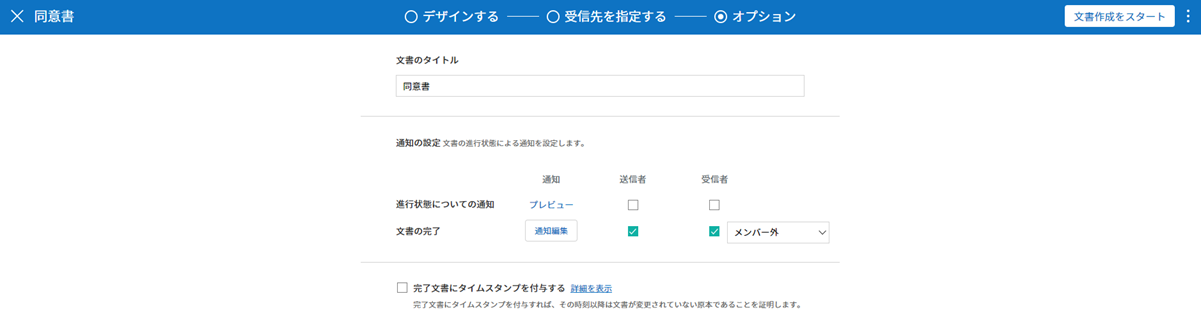 同意書
デザインする
受信先を指定する
オプション
文書作成をスタート
文書のタイトル
同意書
通知の設定 文書の進行状態による通知を設定します。
通知 送信者 受信者
進行状態についての通知 プレビュー
文書の完了 通知編集 メンバー外
完了文書にタイムスタンプを付与する 詳細を表示
完了文書にタイムスタンプを付与すれば、その時刻以降は文書が変更されていない原本であることを証明します。